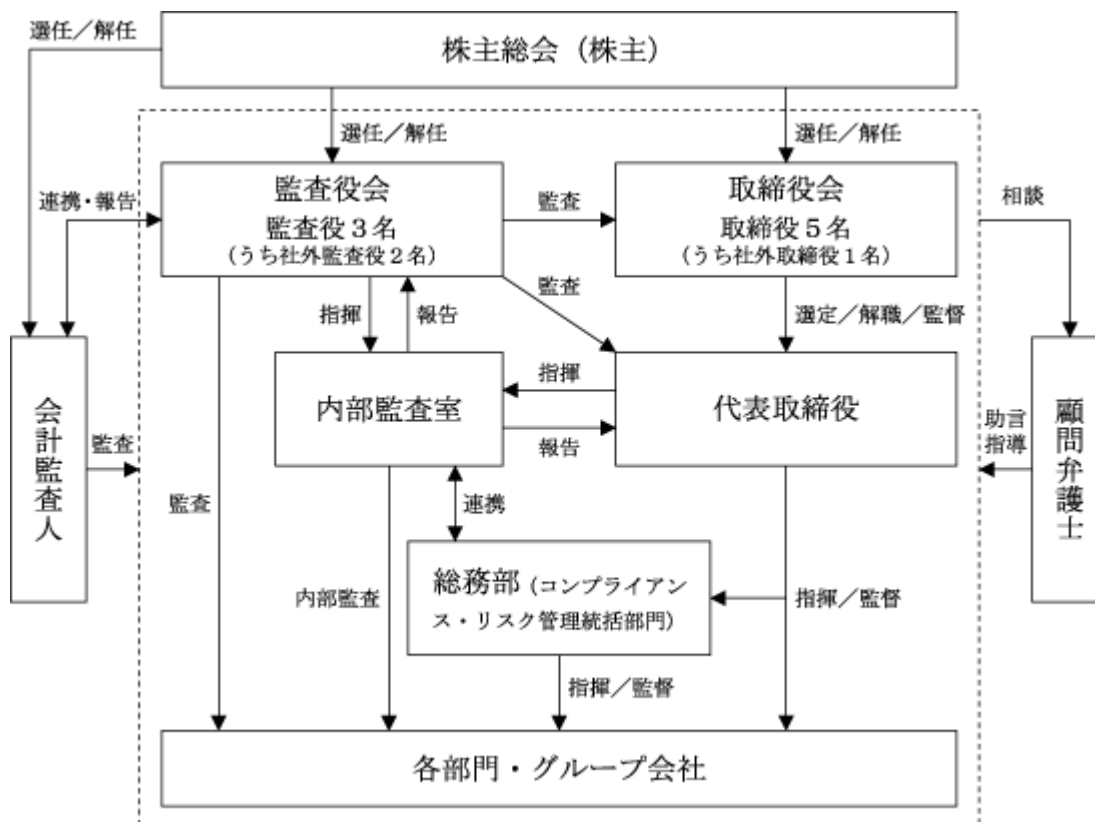 選任／解任
株主総会（株主）
選任／解任
選任／解任
連携・報告
監査役会
監査役３名
（うち社外監査役２名）
監査
取締役会
取締役５名
（うち社外取締役１名）
相談
監査
指揮
報告
選定／解職／監督
会計監査人
監査
内部監査室
指揮
報告
代表取締役
助言
指導
顧問弁護士
監査
連携
内部監査
総務部（コンプライアン
ス・リスク管理統括部門）
指揮／監督
指揮／監督
各部門・グループ会社